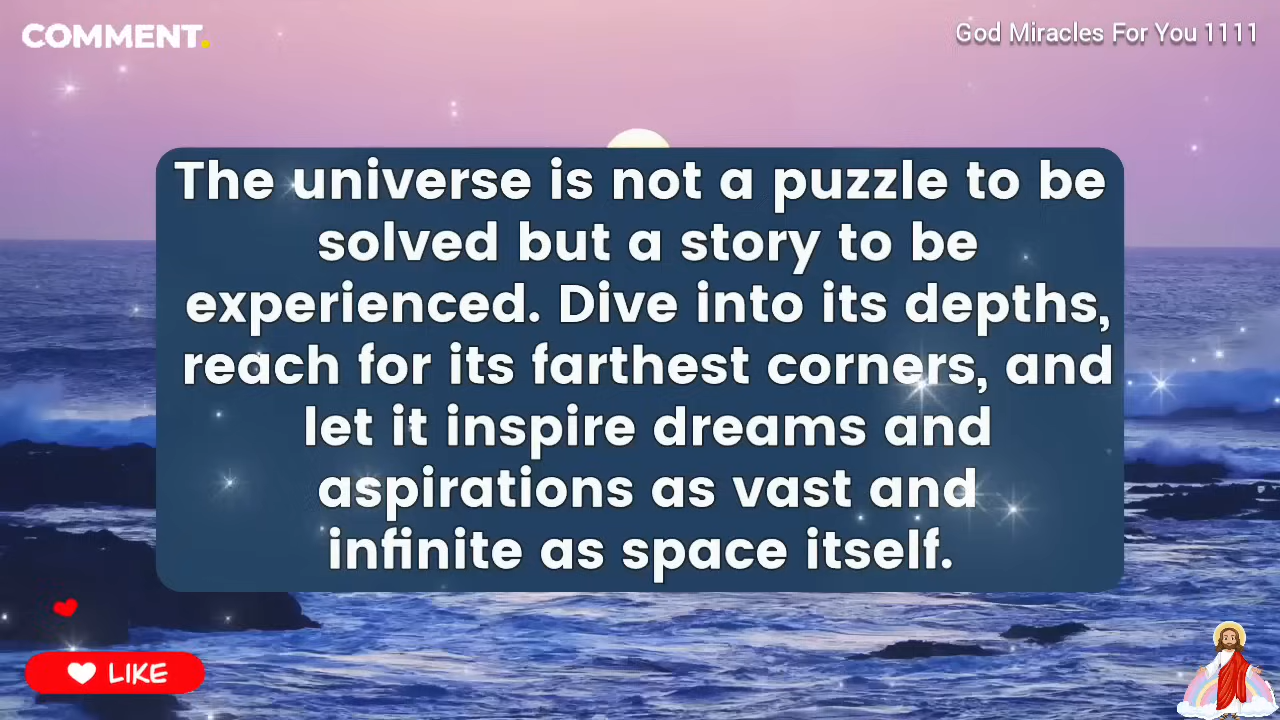 COMMENT.
God Miracles For You 1111
The universe is not a puzzle to be
solved but a story to be
experienced. Dive into its depths,
reach for its farthest corners, and
let it inspire dreams and
aspirations as vast and
infinite as space itself.
LIKE